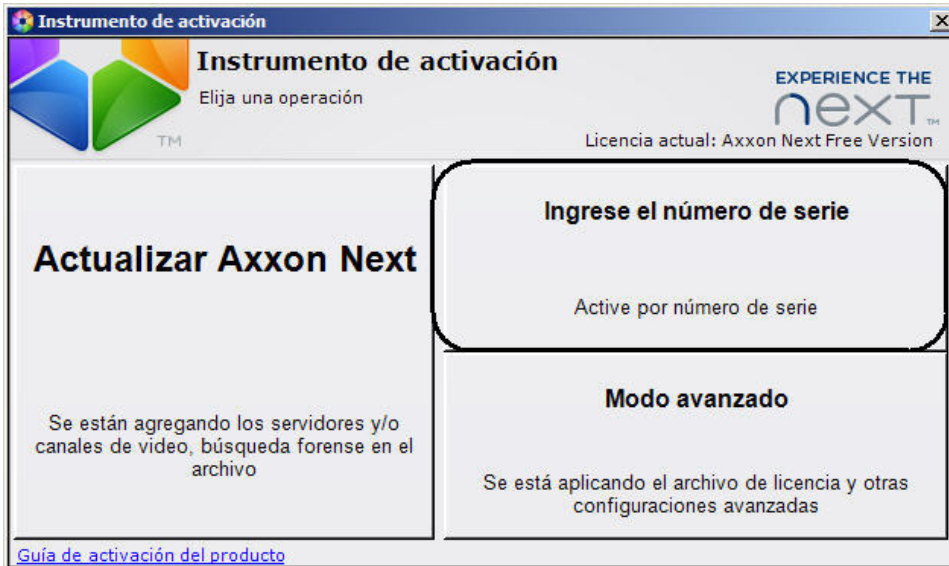 Instrumento de activación
Instrumento de activación
Elija una operación
EXPERIENCE THE
next™
TM
Licencia actual: Axxon Next Free Version
Actualizar Axxon Next
Se están agregando los servidores y/o
canales de video, búsqueda forense en el
archivo
Ingrese el número de serie
Active por número de serie
Modo avanzado
Se está aplicando el archivo de licencia y otras
configuraciones avanzadas
Guía de activación del producto